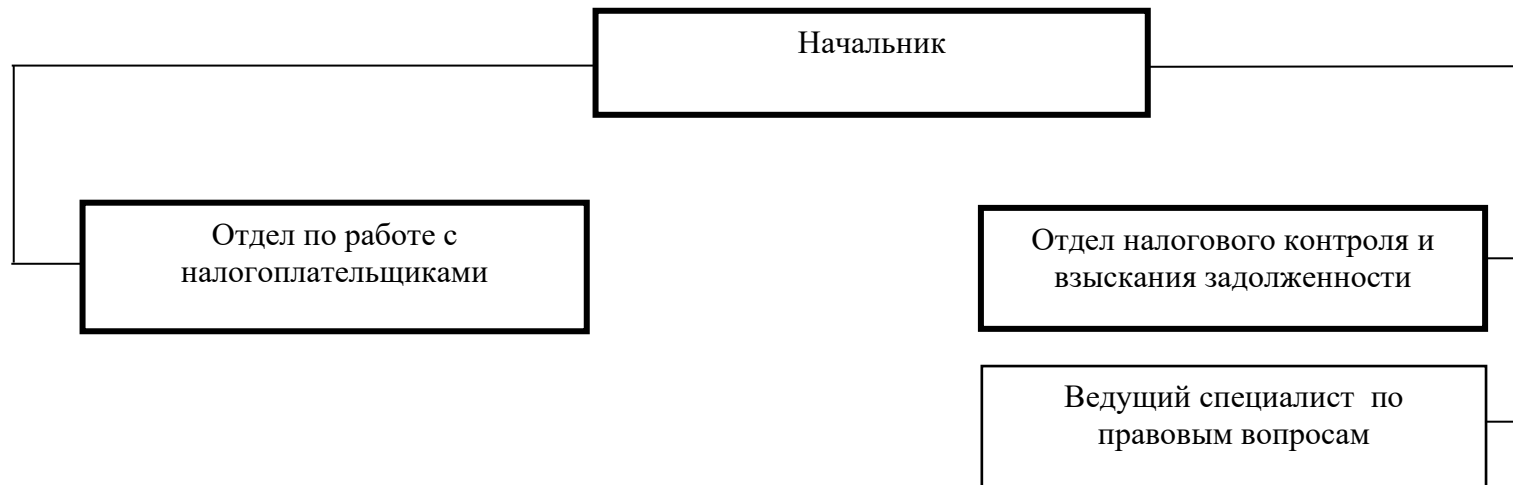 Начальник
Отдел по работе с
налогоплательщиками
Отдел налогового контроля и
взыскания задолженности
Ведущий специалист  по
правовым вопросам